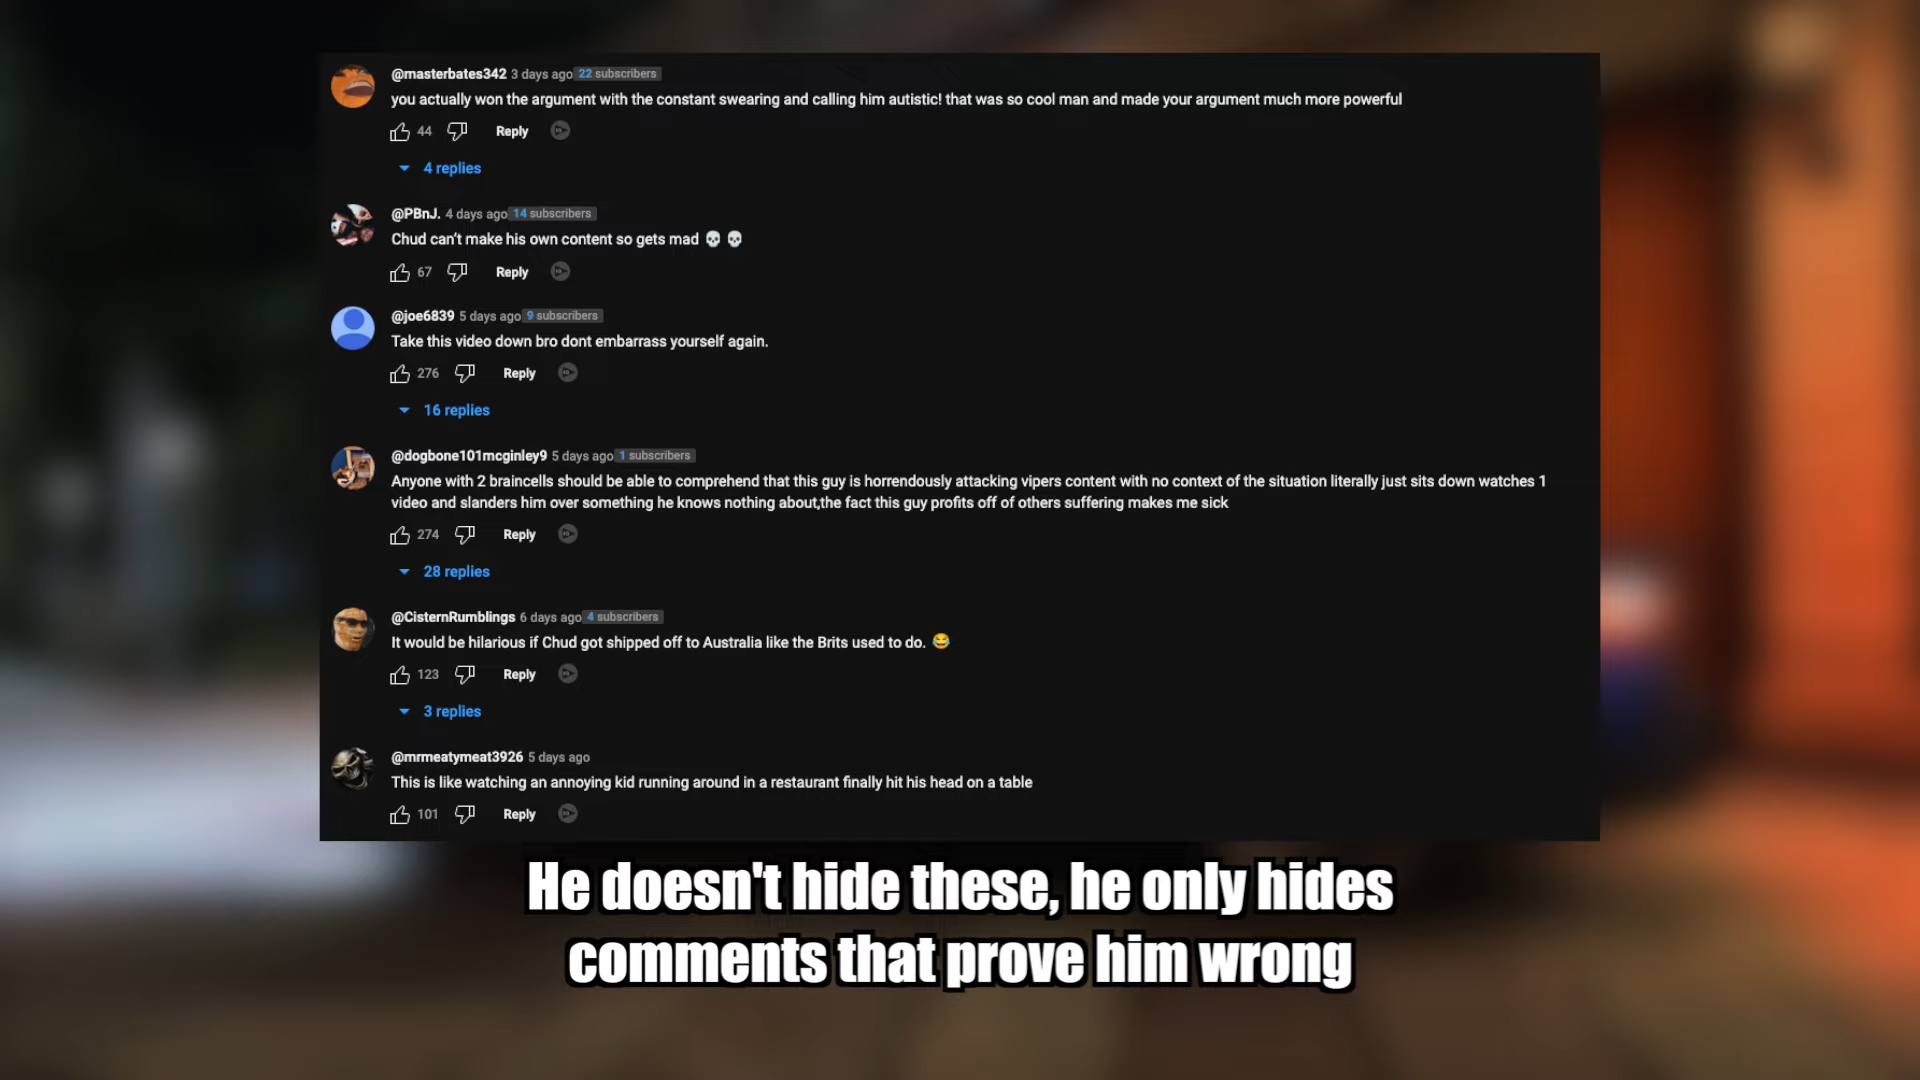 @masterbates342 3 days ago 22 subscribers
you actually won the argument with the constant swearing and calling him autistic! that was so cool man and made your argument much more powerful
44 Reply
4 replies
@PBnJ. 4 days ago 14 subscribers
Chud can't make his own content so gets mad 💀 💀
67 Reply
@joe6839 5 days ago 9 subscribers
Take this video down bro dont embarrass yourself again.
276 Reply
16 replies
@dogbone101mcginley9 5 days ago 1 subscribers
Anyone with 2 braincells should be able to comprehend that this guy is horrendously attacking vipers content with no context of the situation literally just sits down watches 1
video and slanders him over something he knows nothing about,the fact this guy profits off of others suffering makes me sick
274 Reply
28 replies
@CisternRumblings 6 days ago 4 subscribers
It would be hilarious if Chud got shipped off to Australia like the Brits used to do. 😂
123 Reply
3 replies
@mrmeatymeat3926 5 days ago
This is like watching an annoying kid running around in a restaurant finally hit his head on a table
101 Reply
He doesn't hide these, he only hides
comments that prove him wrong